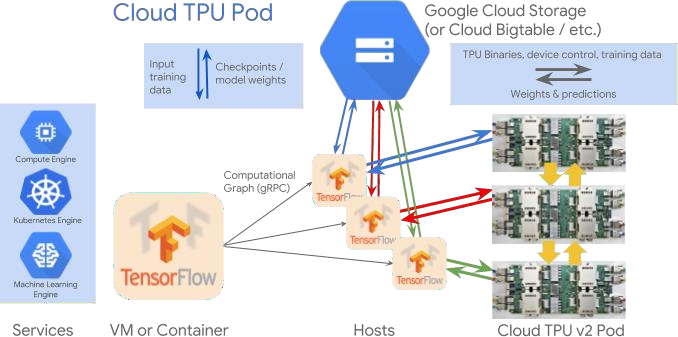 Cloud TPU Pod
Google Cloud Storage
(or Cloud Bigtable / etc.)
Input
training
data
Checkpoints /
model weights
TPU Binaries, device control, training data
Weights & predictions
Compute Engine
Kubernetes Engine
Machine Learning
Engine
Computational
Graph (gRPC)
TensorFlow
TensorFlow
TensorFlow
TensorFlow
Services
VM or Container
Hosts
Cloud TPU v2 Pod